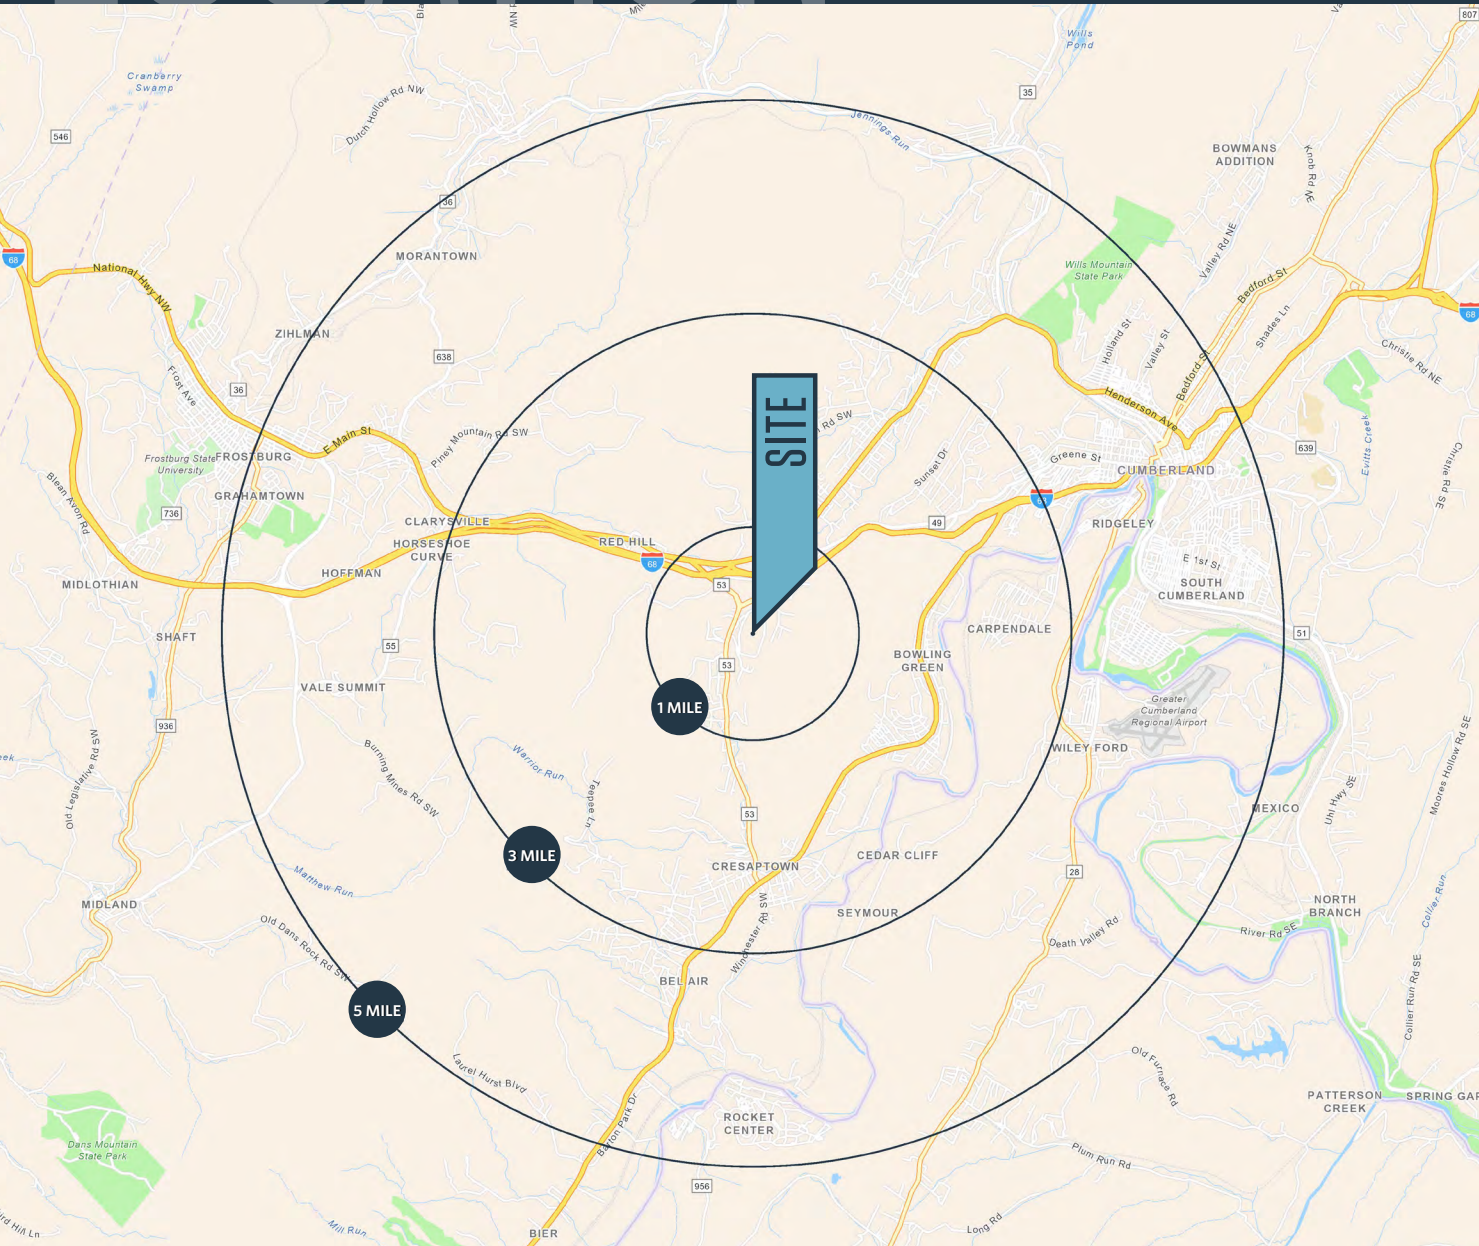 807
Wills
Pond
Cranberry
Swamp
Dutch Hollow Rd NW
35
Jennings Run
546
BOWMANS
ADDITION
Knob Rd NE
36
Valley Rd NE
MORANTOWN
68
National Hwy NW
Wills Mountain
State Park
Bedford St
68
ZIHLMAN
Holland St
Valley St
Shades Ln
Christie Rd NE
638
Frost Ave
36
Bedford St
Henderson Ave
SITE
Rd SW
E Main St
Piney Mountain Rd SW
Evitts Creek
639
Frostburg State
University
FROSTBURG
Sunset Dr
Greene St
CUMBERLAND
Christie Rd SE
Blean Avon Rd
GRAHAMTOWN
736
CLARYSVILLE
49
RIDGELEY
HORSESHOE
CURVE
RED HILL
68
E 1st St
MIDLOTHIAN
HOFFMAN
53
SOUTH
CUMBERLAND
SHAFT
55
CARPENDALE
51
53
BOWLING
GREEN
VALE SUMMIT
1 MILE
Greater
Cumberland
Regional Airport
936
Old Legislative Rd SW
Burning Mines Rd SW
Warrior Run
Teepee Ln
WILEY FORD
Moores Hollow Rd SE
Uhl Hwy SE
MEXICO
53
3 MILE
CRESAPTOWN
CEDAR CLIFF
28
Matthew Run
MIDLAND
Winchester Rd SW
SEYMOUR
NORTH
BRANCH
Collier Run
Old Dans Rock Rd SW
Death Valley Rd
River Rd SE
BEL AIR
5 MILE
Collier Run Rd SE
Laurel Hurst Blvd
Old Furnace Rd
PATTERSON
CREEK
SPRING GAP
Barton Park Dr
ROCKET
CENTER
Dans Mountain
State Park
Plum Run Rd
956
Mill Run
BIER
Long Rd